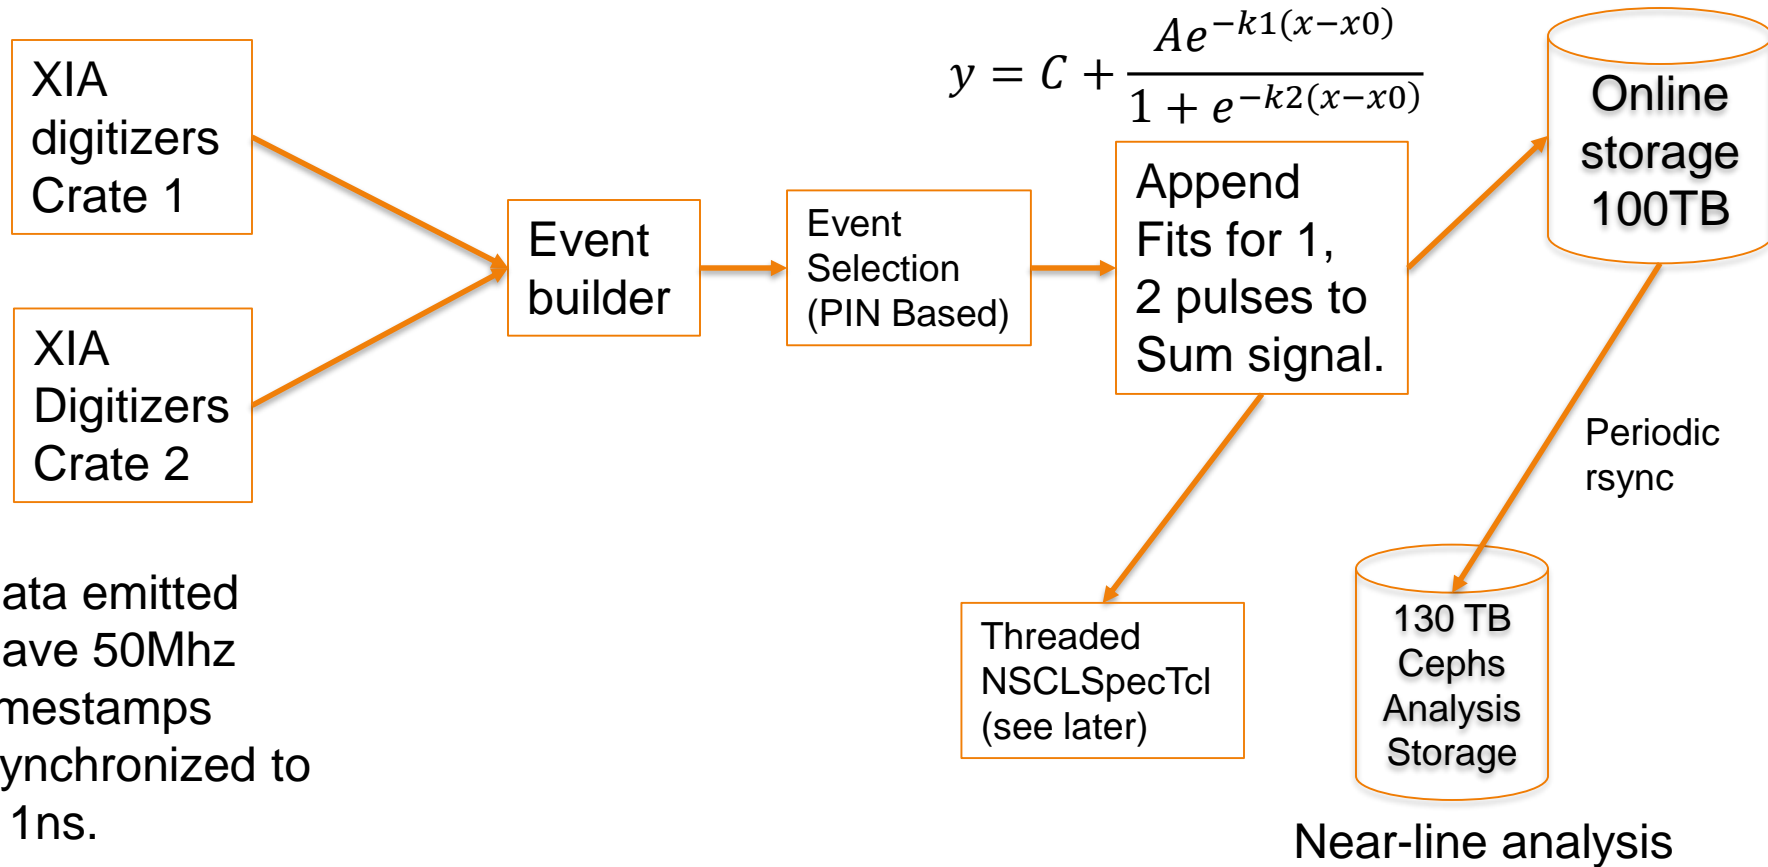 XIA
digitizers
Crate 1
XIA
Digitizers
Crate 2
Event
builder
Event
Selection
(PIN Based)
y = C + \frac{Ae^{-k1(x-x0)}}{1 + e^{-k2(x-x0)}}
Append
Fits for 1,
2 pulses to
Sum signal.
Online
storage
100TB
Periodic
rsync
Threaded
NSCLSpecTcl
(see later)
130 TB
Cephs
Analysis
Storage
Near-line analysis
ata emitted
ave 50Mhz
mestamps
ynchronized to
1ns.